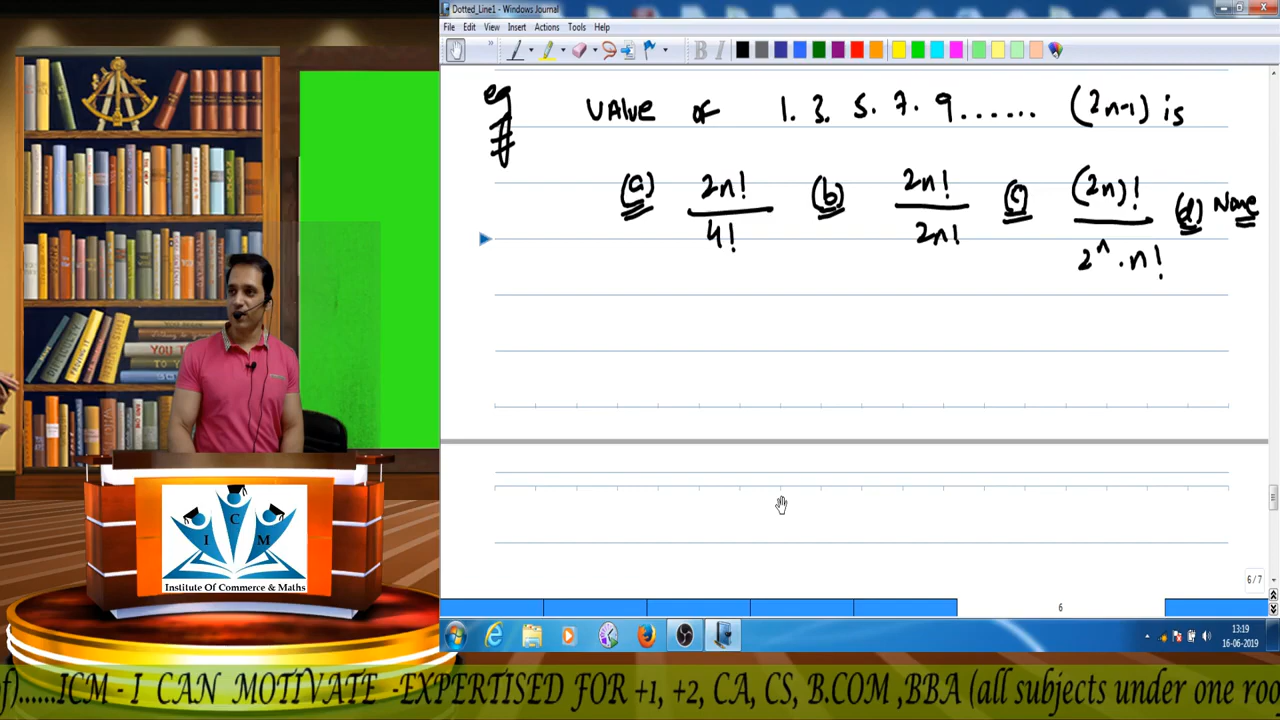 Dotted_Line1 - Windows Journal
File Edit View Insert Actions Tools Help
eg
Value of 1. 3. 5. 7. 9 ...... (2n-1) is
(a) 2n! / 4! (b) 2n! / 2n! (c) (2n)! / 2^n . n! (d) None
I C M
Institute Of Commerce & Maths
6/7
6
13:19
16-06-2019
of)......ICM - I CAN MOTIVATE -EXPERTISED FOR +1, +2, CA, CS, B.COM ,BBA (all subjects under one roo